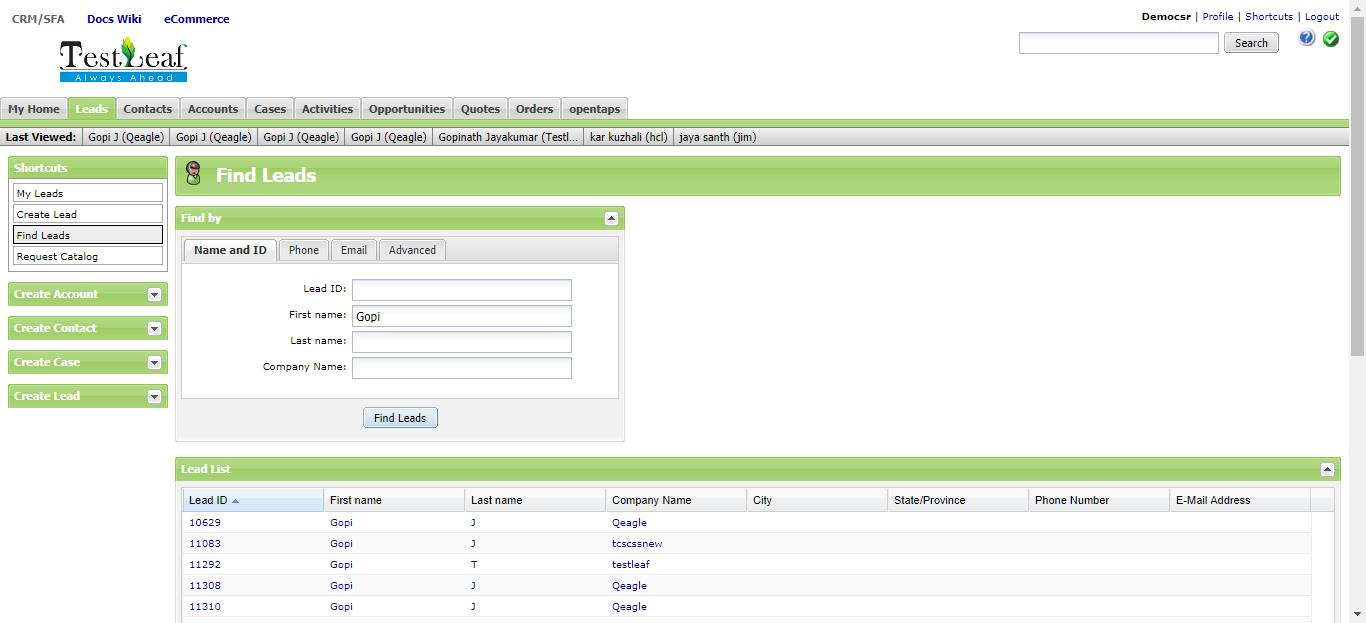 CRM/SFA Docs Wiki eCommerce
Democsr | Profile | Shortcuts | Logout
Search
TestLeaf
Always Ahead
My Home Leads Contacts Accounts Cases Activities Opportunities Quotes Orders opentaps
Last Viewed: Gopi J (Qeagle) Gopi J (Qeagle) Gopi J (Qeagle) Gopi J (Qeagle) Gopinath Jayakumar (Testl... kar kuzhali (hcl) jaya santh (jim)
Shortcuts
My Leads
Create Lead
Find Leads
Request Catalog
Create Account
Create Contact
Create Case
Create Lead
Find Leads
Find by
Name and ID Phone Email Advanced
Lead ID:
First name: Gopi
Last name:
Company Name:
Find Leads
Lead List
Lead ID First name Last name Company Name City State/Province Phone Number E-Mail Address
10629 Gopi J Qeagle
11083 Gopi J tcscssnew
11292 Gopi T testleaf
11308 Gopi J Qeagle
11310 Gopi J Qeagle